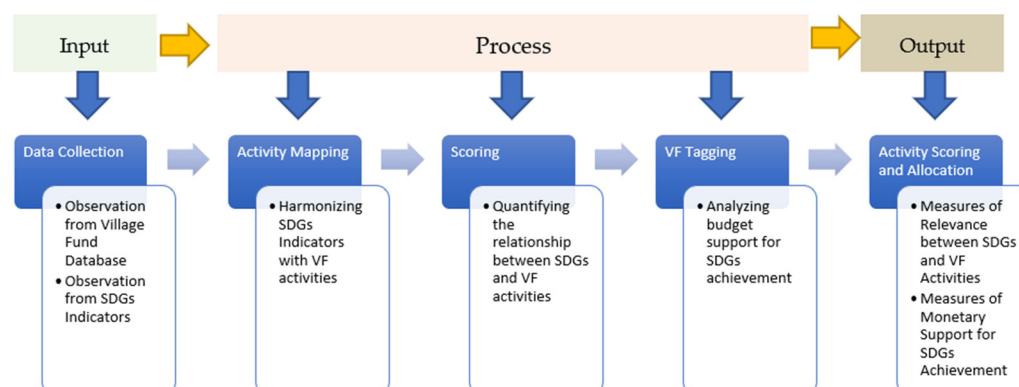 Input
Process
Output
Data Collection
• Observation
from Village
Fund
Database
• Observation
from SDGs
Indicators
Activity Mapping
• Harmonizing
SDGs
Indicators
with VF
activities
Scoring
• Quantifying
the
relationship
between SDGs
and VF
activities
VF Tagging
• Analyzing
budget
support for
SDGs
achievement
Activity Scoring
and Allocation
• Measures of
Relevance
between SDGs
and VF
Activities
• Measures of
Monetary
Support for
SDGs
Achievement